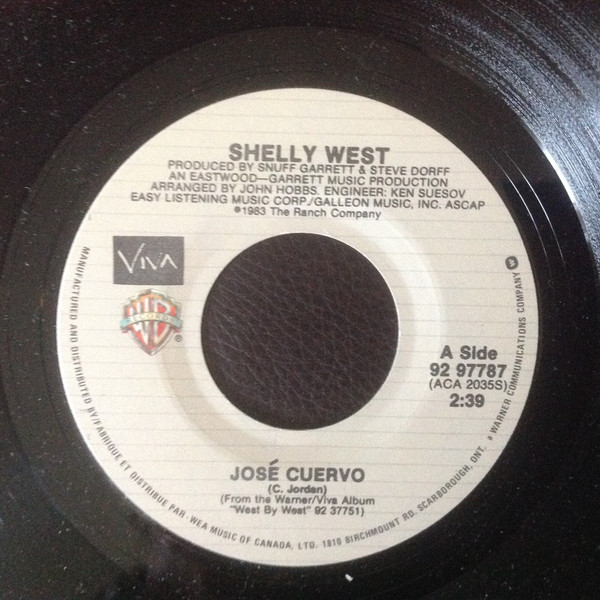 SHELLY WEST
PRODUCED BY SNUFF GARRETT & STEVE DORFF
AN EASTWOOD—GARRETT MUSIC PRODUCTION
ARRANGED BY JOHN HOBBS. ENGINEER: KEN SUESOV
EASY LISTENING MUSIC CORP./GALLEON MUSIC, INC. ASCAP
℗1983 The Ranch Company
VIVA
WB
RECORDS
®
A Side
92 97787
(ACA 2035S)
2:39
JOSÉ CUERVO
(C. Jordan)
(From the Warner/Viva Album
"West By West" 92 37751)
MANUFACTURED AND DISTRIBUTED BY/FABRIQUE ET DISTRIBUE PAR WEA MUSIC OF CANADA, LTD. 1810 BIRCHMOUNT RD. SCARBOROUGH, ONT. • WARNER COMMUNICATIONS COMPANY